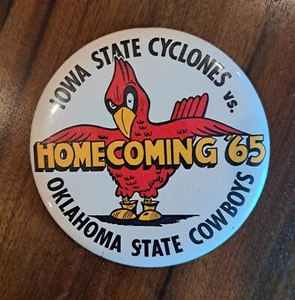 IOWA STATE CYCLONES vs.
HOMECOMING '65
OKLAHOMA STATE COWBOYS